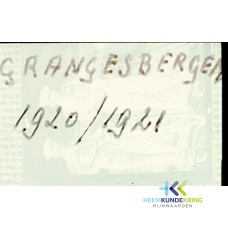 GRANGESBERGEN
1920/1921
HEEMKUNDEKRING
RIJNWAARDEN